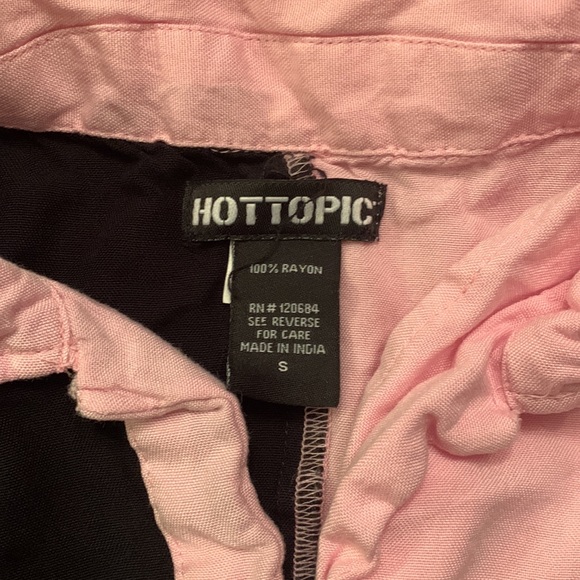 HOTTOPIC
100% RAYON
RN# 120684
SEE REVERSE
FOR CARE
MADE IN INDIA
S